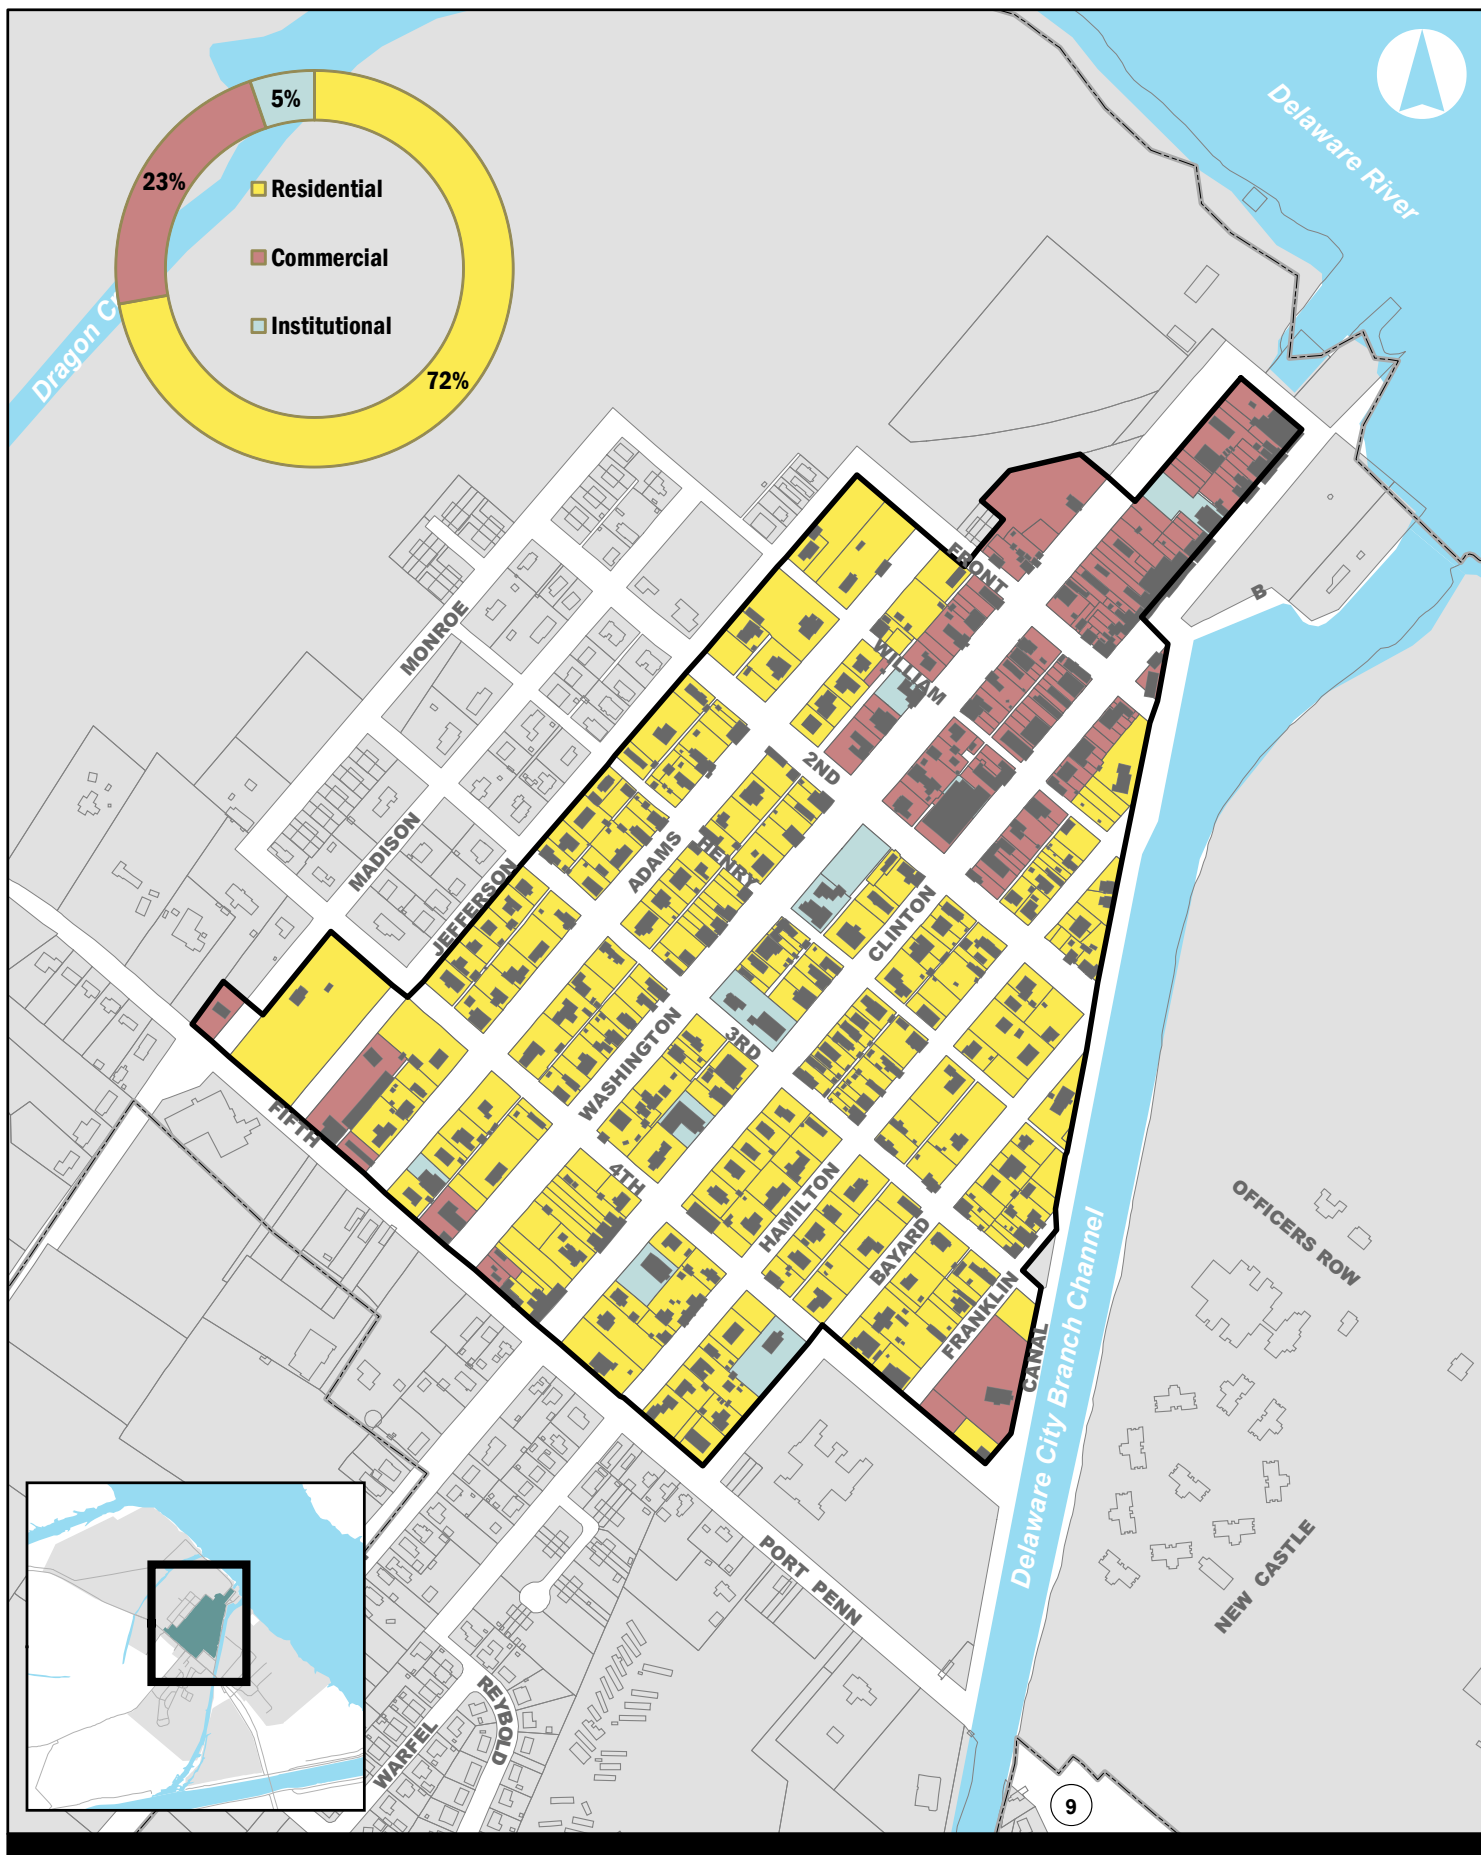 5%
23%
72%
Residential
Commercial
Institutional
Delaware River
Dragon C
FRONT
B
MONROE
WILLIAM
2ND
MADISON
ADAMS
HENRY
JEFFERSON
CLINTON
WASHINGTON
3RD
FIFTH
4TH
HAMILTON
BAYARD
FRANKLIN
CANAL
Delaware City Branch Channel
OFFICERS ROW
NEW CASTLE
PORT PENN
REYBOLD
WARFEL
9